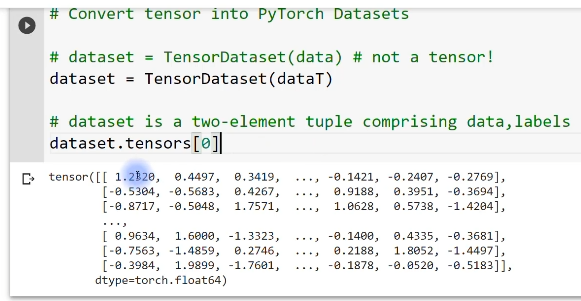 # Convert tensor into PyTorch Datasets
# dataset = TensorDataset(data) # not a tensor!
dataset = TensorDataset(dataT)
# dataset is a two-element tuple comprising data,labels
dataset.tensors[0]
tensor([[ 1.2320, 0.4497, 0.3419, ..., -0.1421, -0.2407, -0.2769],
[-0.5304, -0.5683, 0.4267, ..., 0.9188, 0.3951, -0.3694],
[-0.8717, -0.5048, 1.7571, ..., 1.0628, 0.5738, -1.4204],
...,
[ 0.9634, 1.6000, -1.3323, ..., -0.1400, 0.4335, -0.3681],
[-0.7563, -1.4859, 0.2746, ..., 0.2188, 1.8052, -1.4497],
[-0.3984, 1.9899, -1.7601, ..., -0.1878, -0.0520, -0.5183]],
dtype=torch.float64)